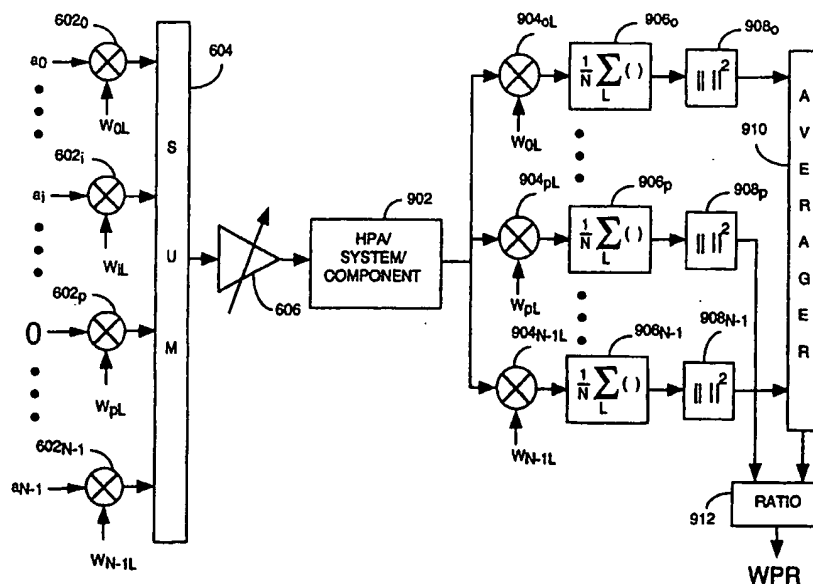 602₀
a₀
W₀L
604
602ᵢ
aᵢ
WᵢL
602ₚ
0
WₚL
602N-1
aN-1
WN-1L
S
U
M
606
902
HPA/
SYSTEM/
COMPONENT
904₀L
W₀L
906₀
1/N ∑ ( )
L
908₀
|| ||²
904ₚL
WₚL
906ₚ
1/N ∑ ( )
L
908ₚ
|| ||²
904N-1L
WN-1L
906N-1
1/N ∑ ( )
L
908N-1
|| ||²
910
A
V
E
R
A
G
E
R
912
RATIO
WPR